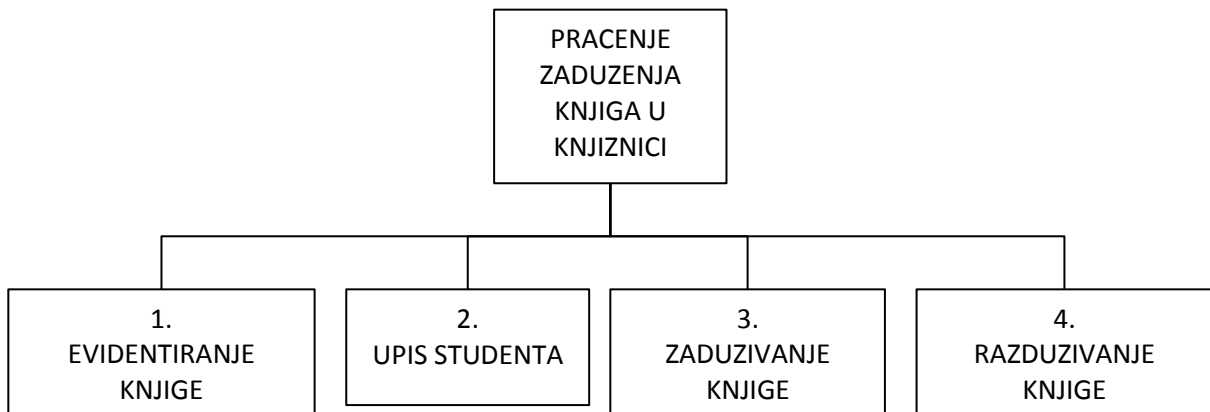 PRACENJE
ZADUZENJA
KNJIGA U
KNJIZNICI
1.
EVIDENTIRANJE
KNJIGE
2.
UPIS STUDENTA
3.
ZADUZIVANJE
KNJIGE
4.
RAZDUZIVANJE
KNJIGE